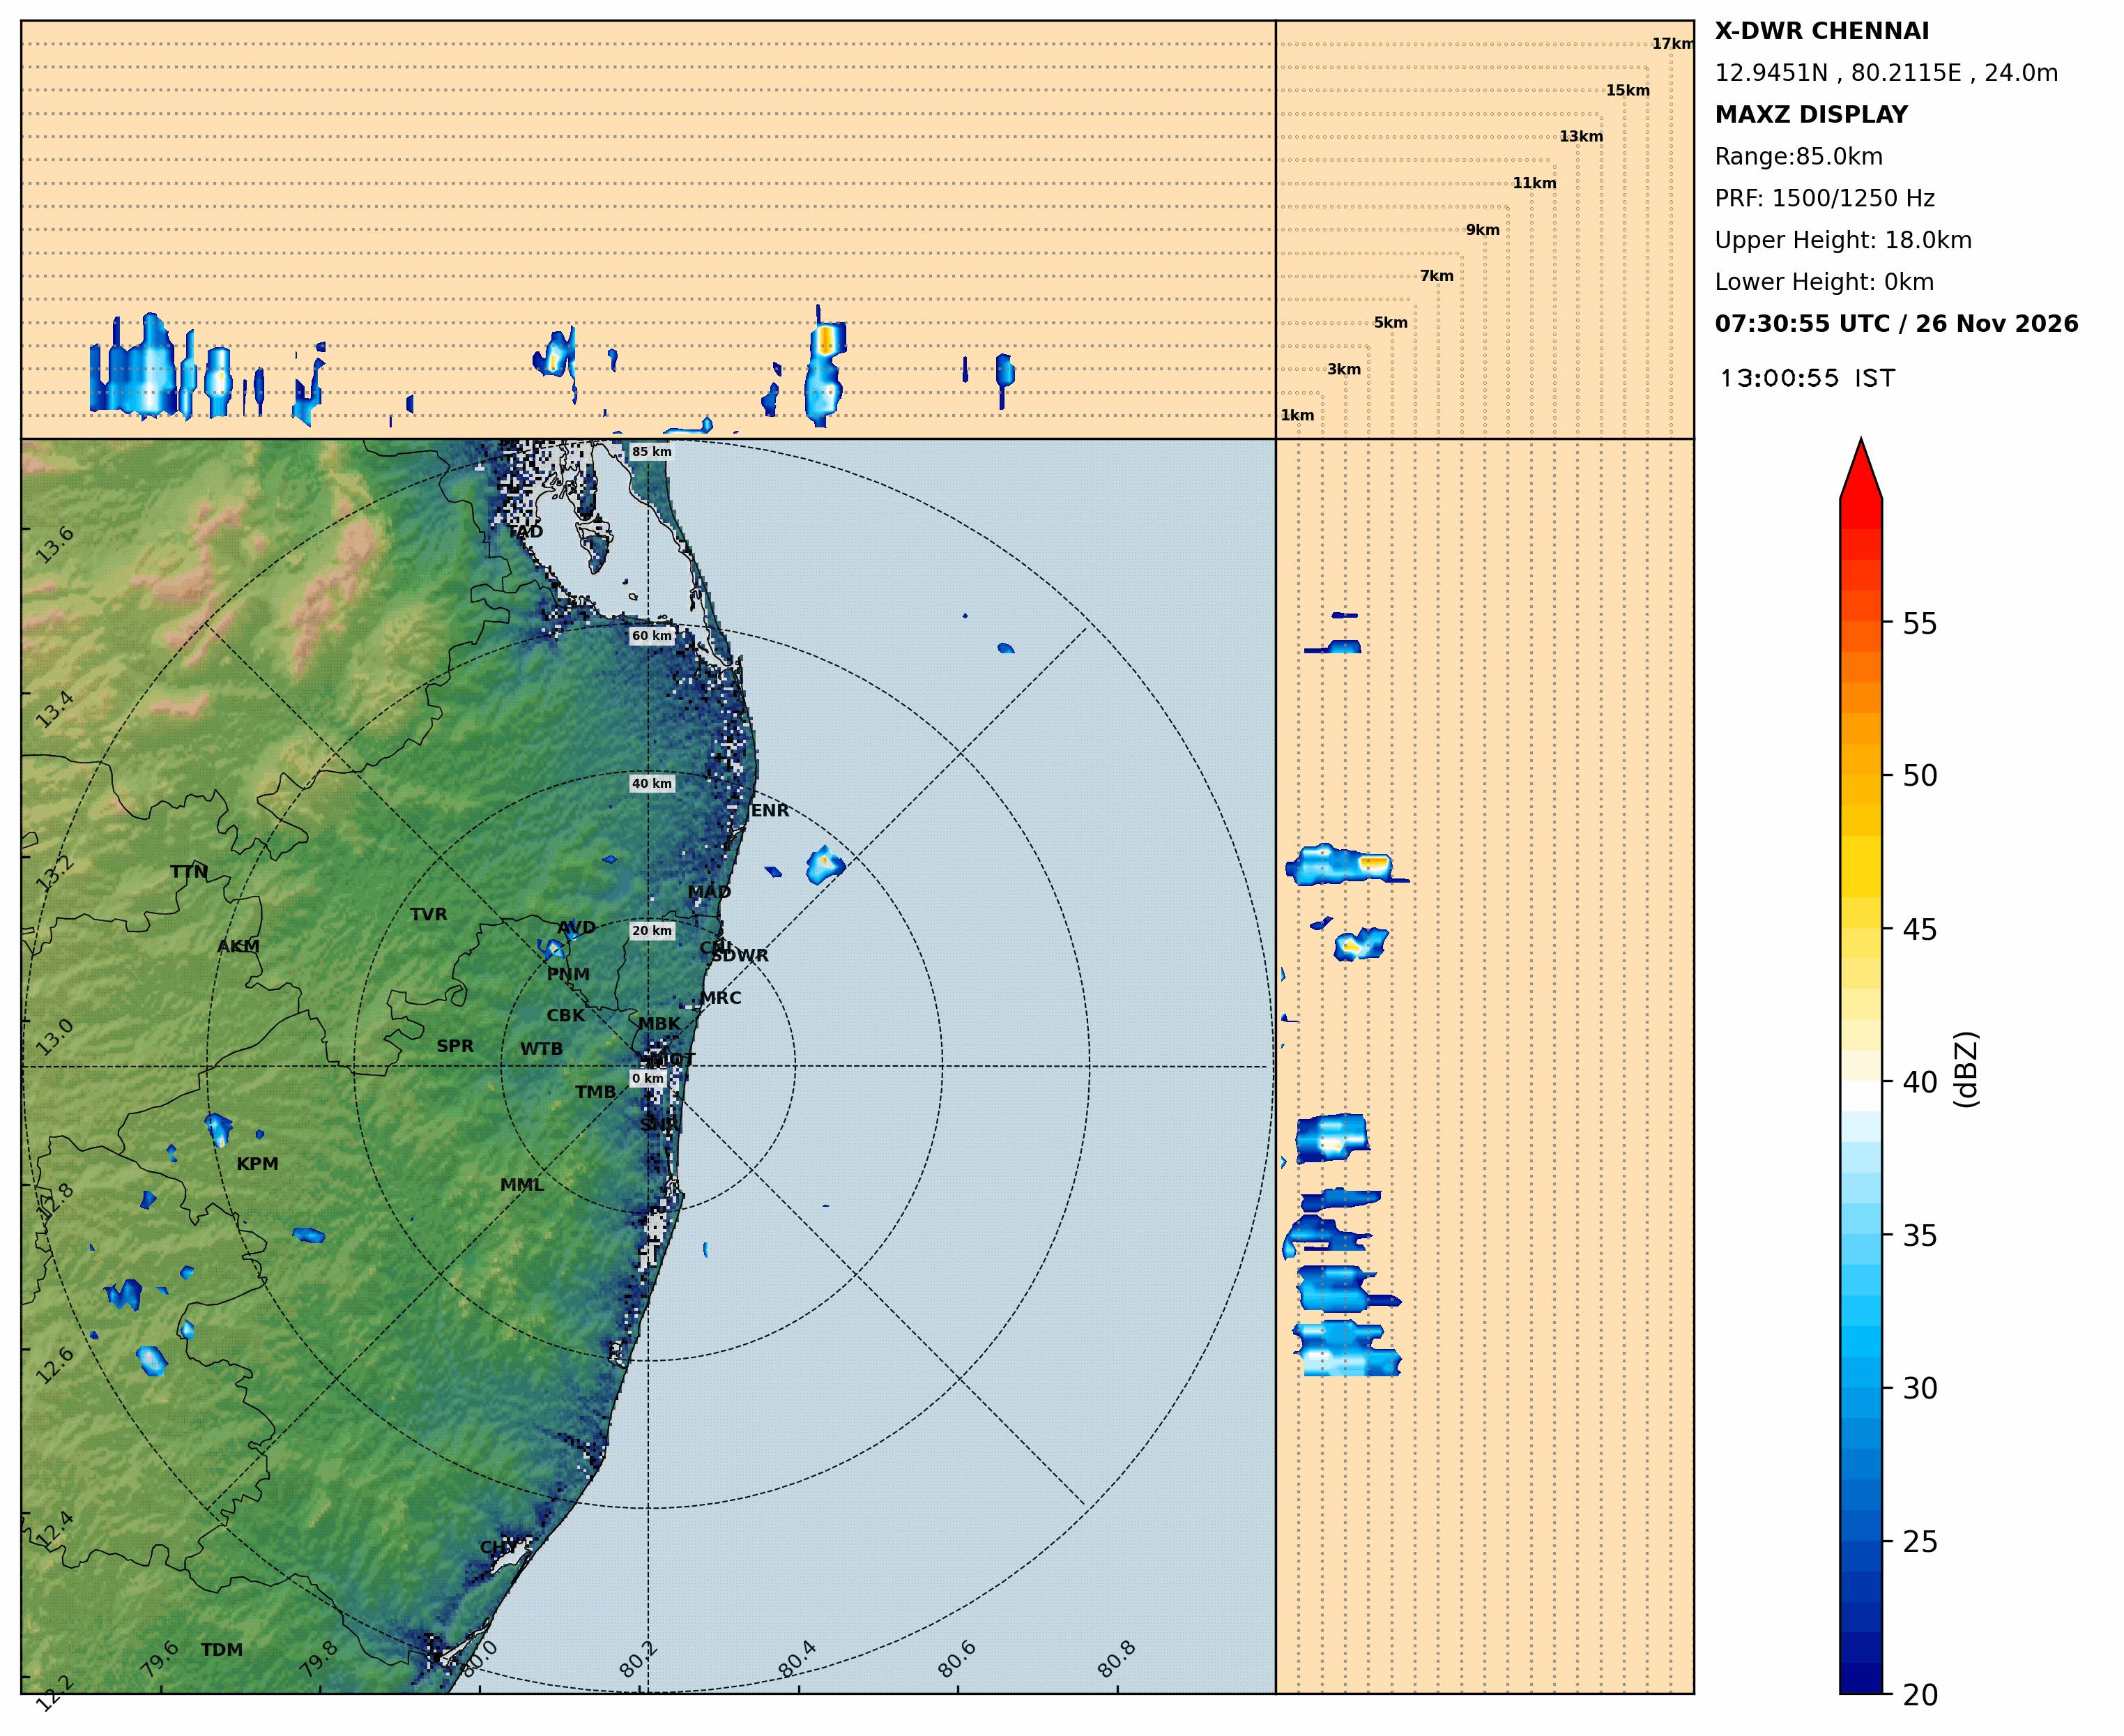 X-DWR CHENNAI
12.9451N , 80.2115E , 24.0m
MAXZ DISPLAY
Range:85.0km
PRF: 1500/1250 Hz
Upper Height: 18.0km
Lower Height: 0km
07:30:55 UTC / 26 Nov 2026
13:00:55 IST
17km
15km
13km
11km
9km
7km
5km
3km
1km
85 km
TAD
13.6
60 km
13.4
40 km
ENR
13.2
TTN
MAD
TVR
AVD
20 km
AKM
CNI
SDWR
PNM
MRC
CBK
MBK
13.0
SPR
WTB
MOT
0 km
TMB
SNR
KPM
MML
12.8
12.6
12.4
CHY
TDM
12.2
79.6
79.8
80.0
80.2
80.4
80.6
80.8
55
50
45
40
35
30
25
20
(dBZ)